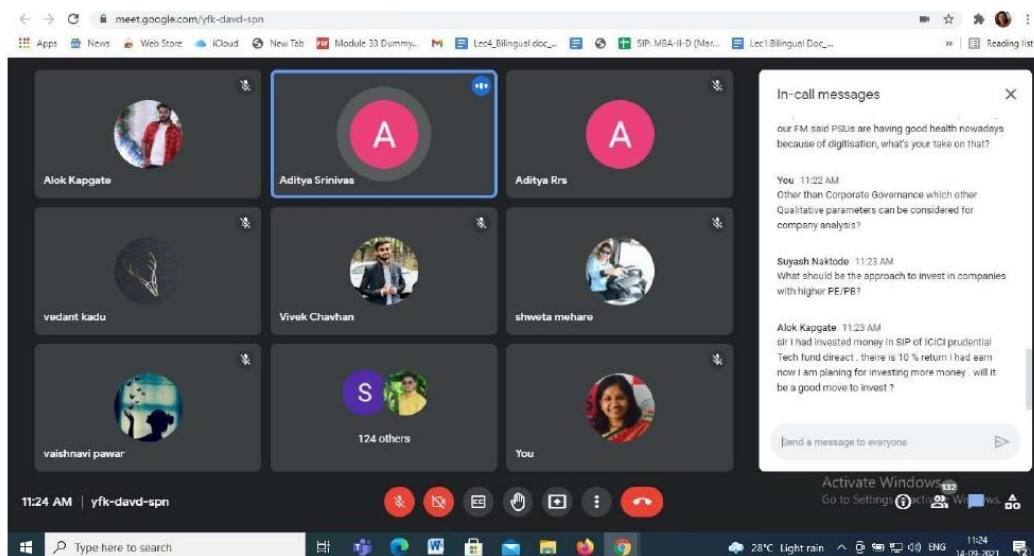 meet.google.com/yfk-davd-spn
Apps News Web Store iCloud New Tab Module 33 Dummy... Lec4_Bilingual doc_... SIP: MBA-II-D (Mar... Lec1:Bilingual Doc_... » Reading list
In-call messages
our FM said PSUs are having good health nowadays
because of digitisation, what's your take on that?
You 11:22 AM
Other than Corporate Governance which other
Qualitative parameters can be considered for
company analysis?
Suyash Naktode 11:23 AM
What should be the approach to invest in companies
with higher PE/PB?
Alok Kapgate 11:23 AM
sir I had invested money in SIP of ICICI prudential
Tech fund direact . theire is 10 % return i had earn
now I am planing for investing more money . will it
be a good move to invest ?
Send a message to everyone
A
A
Alok Kapgate
Aditya Srinivas
Aditya Rrs
vedant kadu
Vivek Chavhan
shweta mehare
S
124 others
vaishnavi pawar
You
Activate Windows
Go to Settings
132
11:24 AM | yfk-davd-spn
Type here to search
28°C Light rain
ENG
11:24
14-09-2021